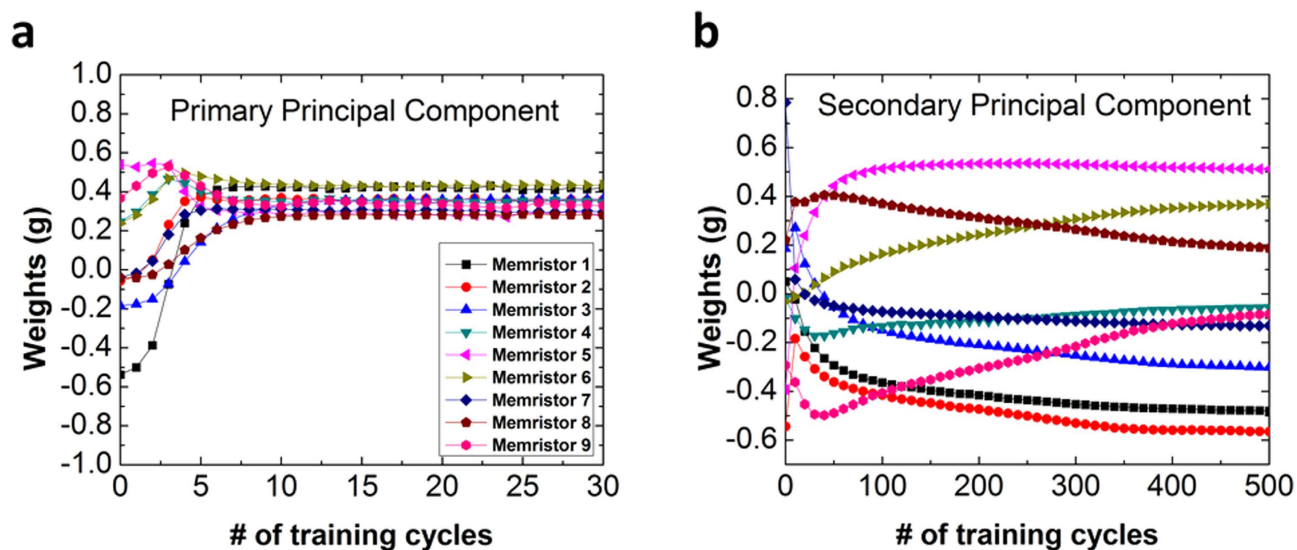 a
Primary Principal Component
Weights (g)
1.0
0.8
0.6
0.4
0.2
0.0
-0.2
-0.4
-0.6
-0.8
-1.0
Memristor 1
Memristor 2
Memristor 3
Memristor 4
Memristor 5
Memristor 6
Memristor 7
Memristor 8
Memristor 9
0 5 10 15 20 25 30
# of training cycles
b
Secondary Principal Component
Weights (g)
0.8
0.6
0.4
0.2
0.0
-0.2
-0.4
-0.6
0 100 200 300 400 500
# of training cycles